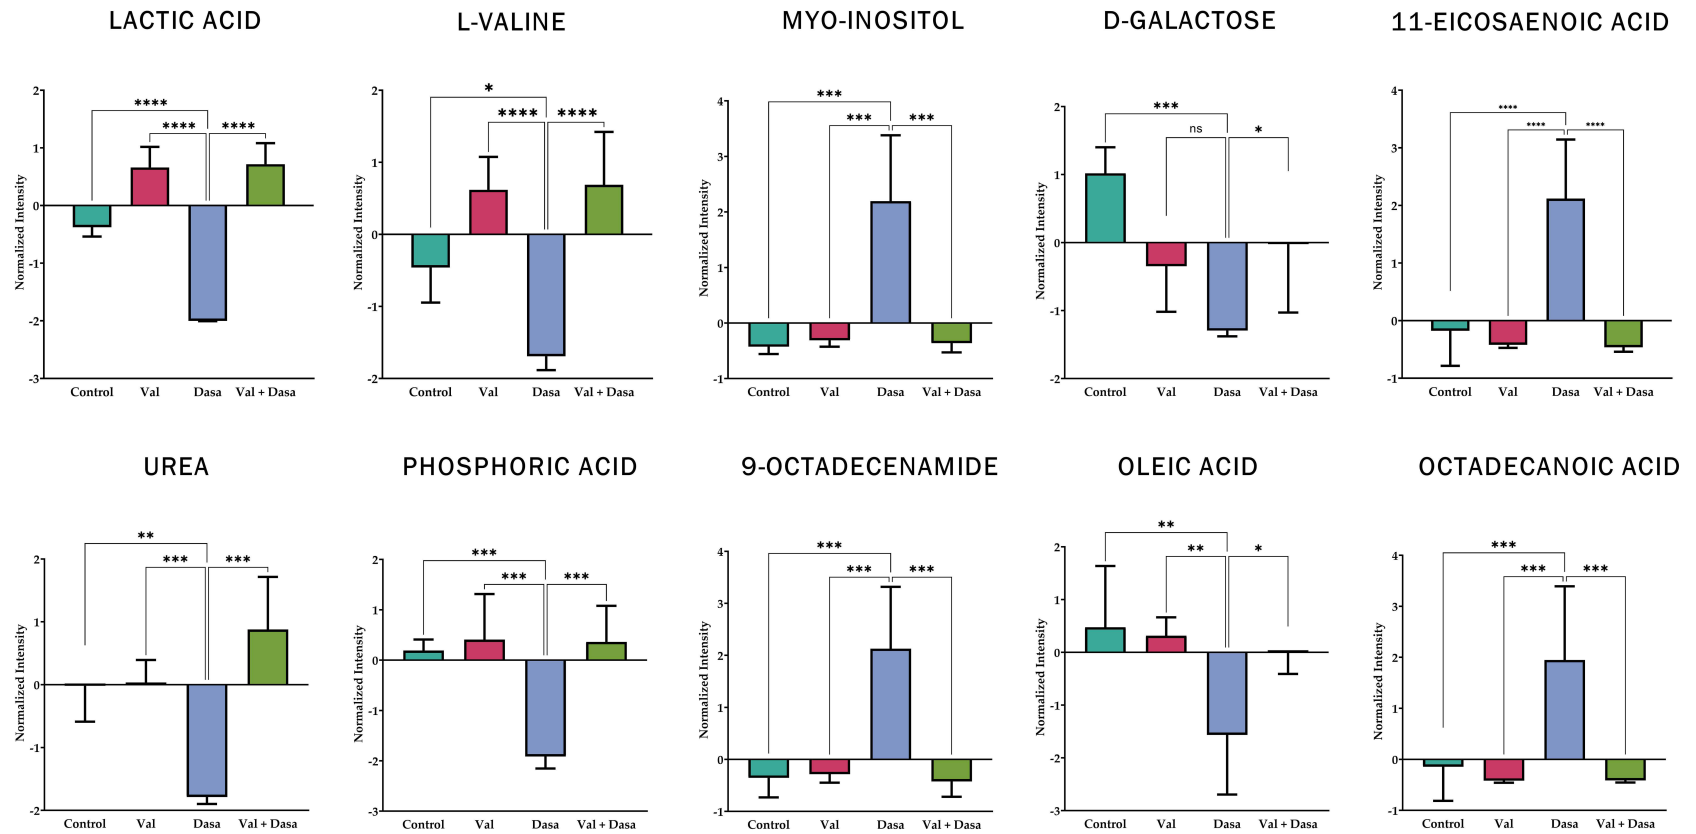 LACTIC ACID
L-VALINE
MYO-INOSITOL
D-GALACTOSE
11-EICOSAENOIC ACID
Normalized Intensity
2
1
0
-1
-2
-3
****
****
****
Control Val Dasa Val + Dasa
Normalized Intensity
2
1
0
-1
-2
*
****
****
Control Val Dasa Val + Dasa
Normalized Intensity
4
3
2
1
0
-1
***
***
***
Control Val Dasa Val + Dasa
Normalized Intensity
2
1
0
-1
-2
***
ns
*
Control Val Dasa Val + Dasa
Normalized Intensity
4
3
2
1
0
-1
****
****
****
Control Val Dasa Val + Dasa
UREA
PHOSPHORIC ACID
9-OCTADECENAMIDE
OLEIC ACID
OCTADECANOIC ACID
Normalized Intensity
2
1
0
-1
-2
**
***
***
Control Val Dasa Val + Dasa
Normalized Intensity
2
1
0
-1
-2
-3
***
***
***
Control Val Dasa Val + Dasa
Normalized Intensity
4
3
2
1
0
-1
***
***
***
Control Val Dasa Val + Dasa
Normalized Intensity
2
1
0
-1
-2
-3
**
**
*
Control Val Dasa Val + Dasa
Normalized Intensity
4
3
2
1
0
-1
***
***
***
Control Val Dasa Val + Dasa